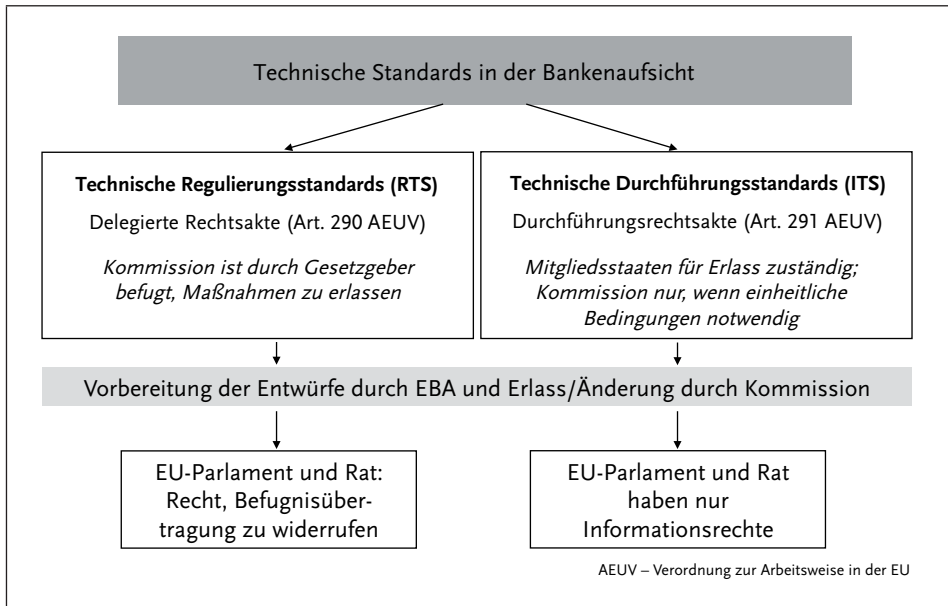 Technische Standards in der Bankenaufsicht
Technische Regulierungsstandards (RTS)
Delegierte Rechtsakte (Art. 290 AEUV)
Kommission ist durch Gesetzgeber
befugt, Maßnahmen zu erlassen
Technische Durchführungsstandards (ITS)
Durchführungsrechtsakte (Art. 291 AEUV)
Mitgliedsstaaten für Erlass zuständig;
Kommission nur, wenn einheitliche
Bedingungen notwendig
Vorbereitung der Entwürfe durch EBA und Erlass/Änderung durch Kommission
EU-Parlament und Rat:
Recht, Befugnisüber-
tragung zu widerrufen
EU-Parlament und Rat
haben nur
Informationsrechte
AEUV – Verordnung zur Arbeitsweise in der EU